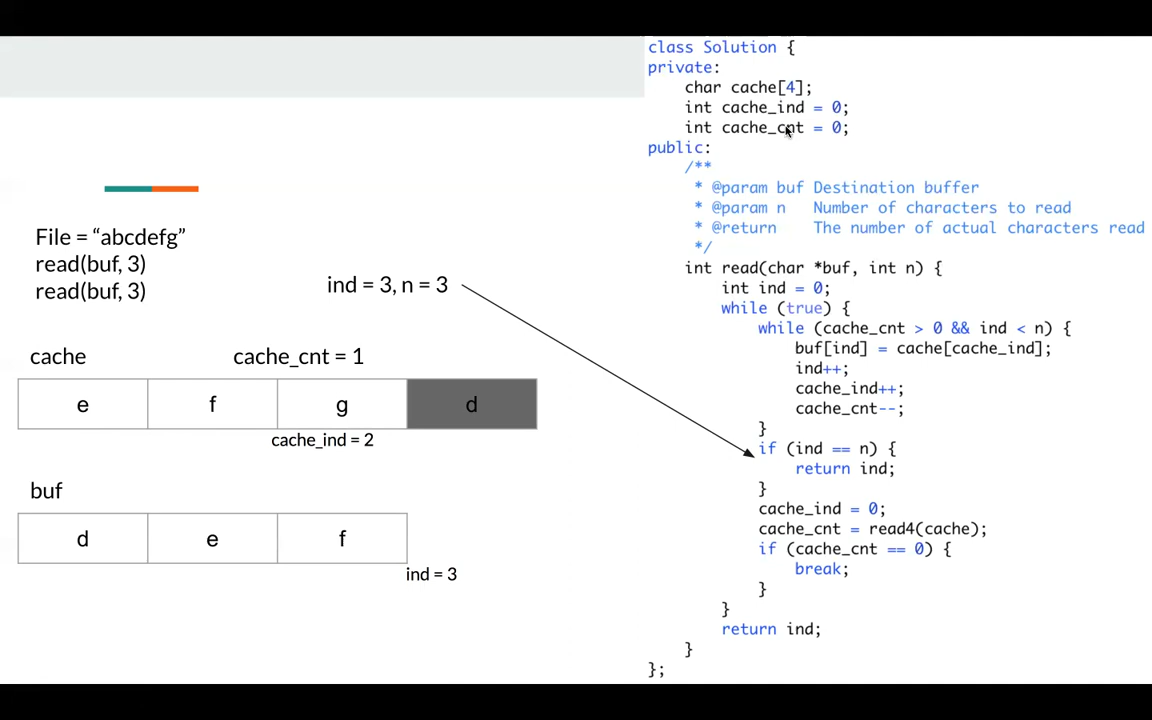 File = “abcdefg”
read(buf, 3)
read(buf, 3)
ind = 3, n = 3
cache
cache_cnt = 1
e f g d
cache_ind = 2
buf
d e f
ind = 3
class Solution {
private:
    char cache[4];
    int cache_ind = 0;
    int cache_cnt = 0;
public:
    /**
     * @param buf Destination buffer
     * @param n   Number of characters to read
     * @return    The number of actual characters read
     */
    int read(char *buf, int n) {
        int ind = 0;
        while (true) {
            while (cache_cnt > 0 && ind < n) {
                buf[ind] = cache[cache_ind];
                ind++;
                cache_ind++;
                cache_cnt--;
            }
            if (ind == n) {
                return ind;
            }
            cache_ind = 0;
            cache_cnt = read4(cache);
            if (cache_cnt == 0) {
                break;
            }
        }
        return ind;
    }
};